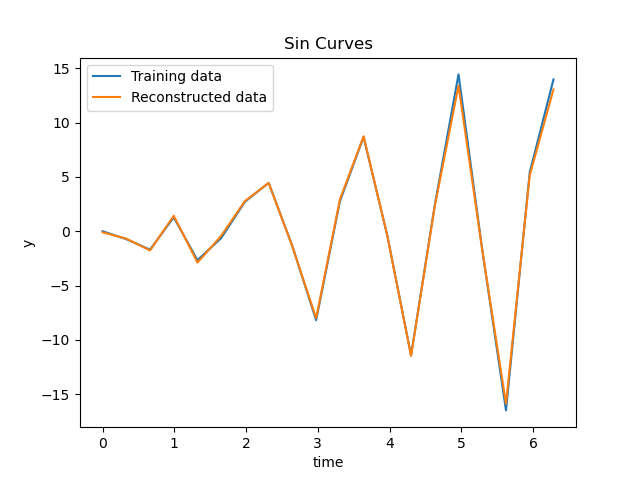 Sin Curves
Training data
Reconstructed data
15
10
5
0
−5
−10
−15
y
0 1 2 3 4 5 6
time